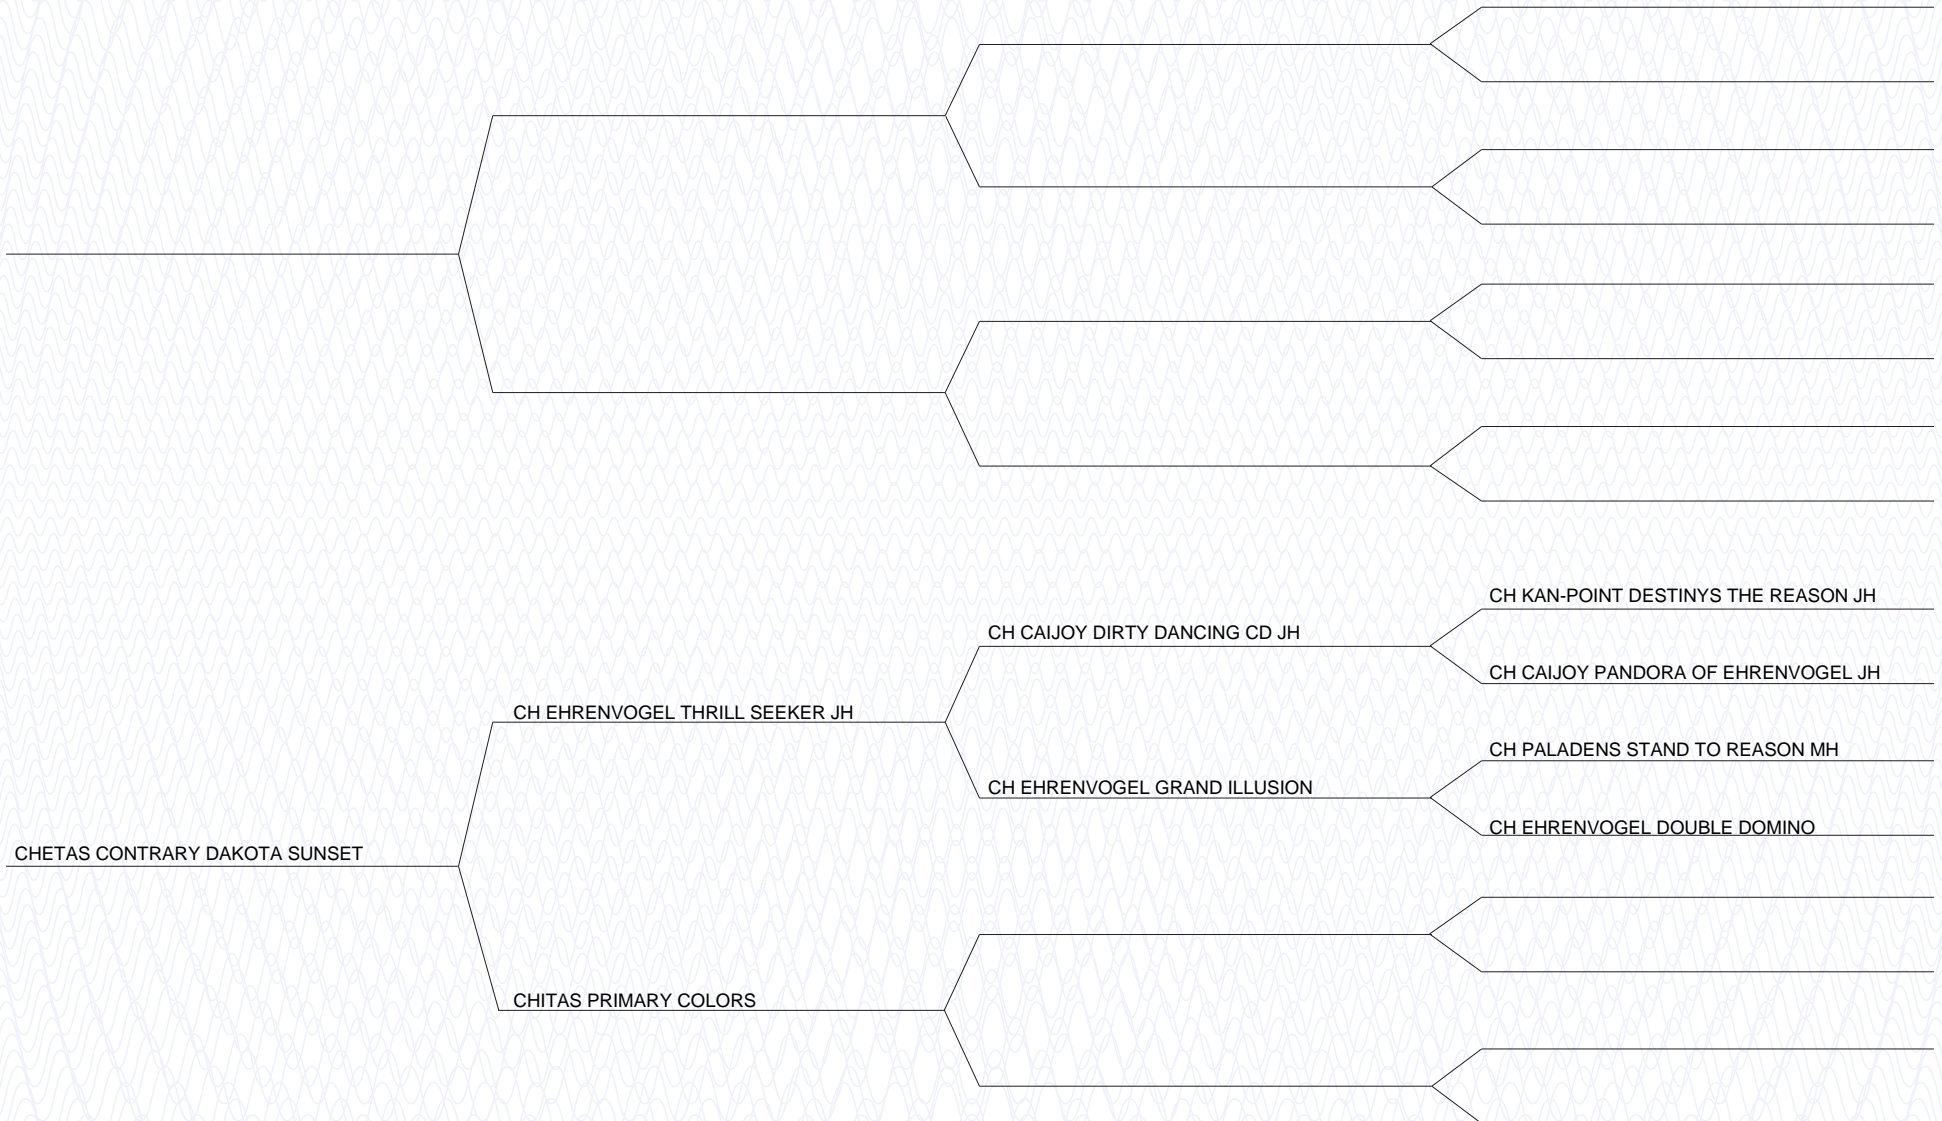 CH KAN-POINT DESTINYS THE REASON JH
CH CAIJOY DIRTY DANCING CD JH
CH CAIJOY PANDORA OF EHRENVOGEL JH
CH EHRENVOGEL THRILL SEEKER JH
CH PALADENS STAND TO REASON MH
CH EHRENVOGEL GRAND ILLUSION
CH EHRENVOGEL DOUBLE DOMINO
CHETAS CONTRARY DAKOTA SUNSET
CHITAS PRIMARY COLORS